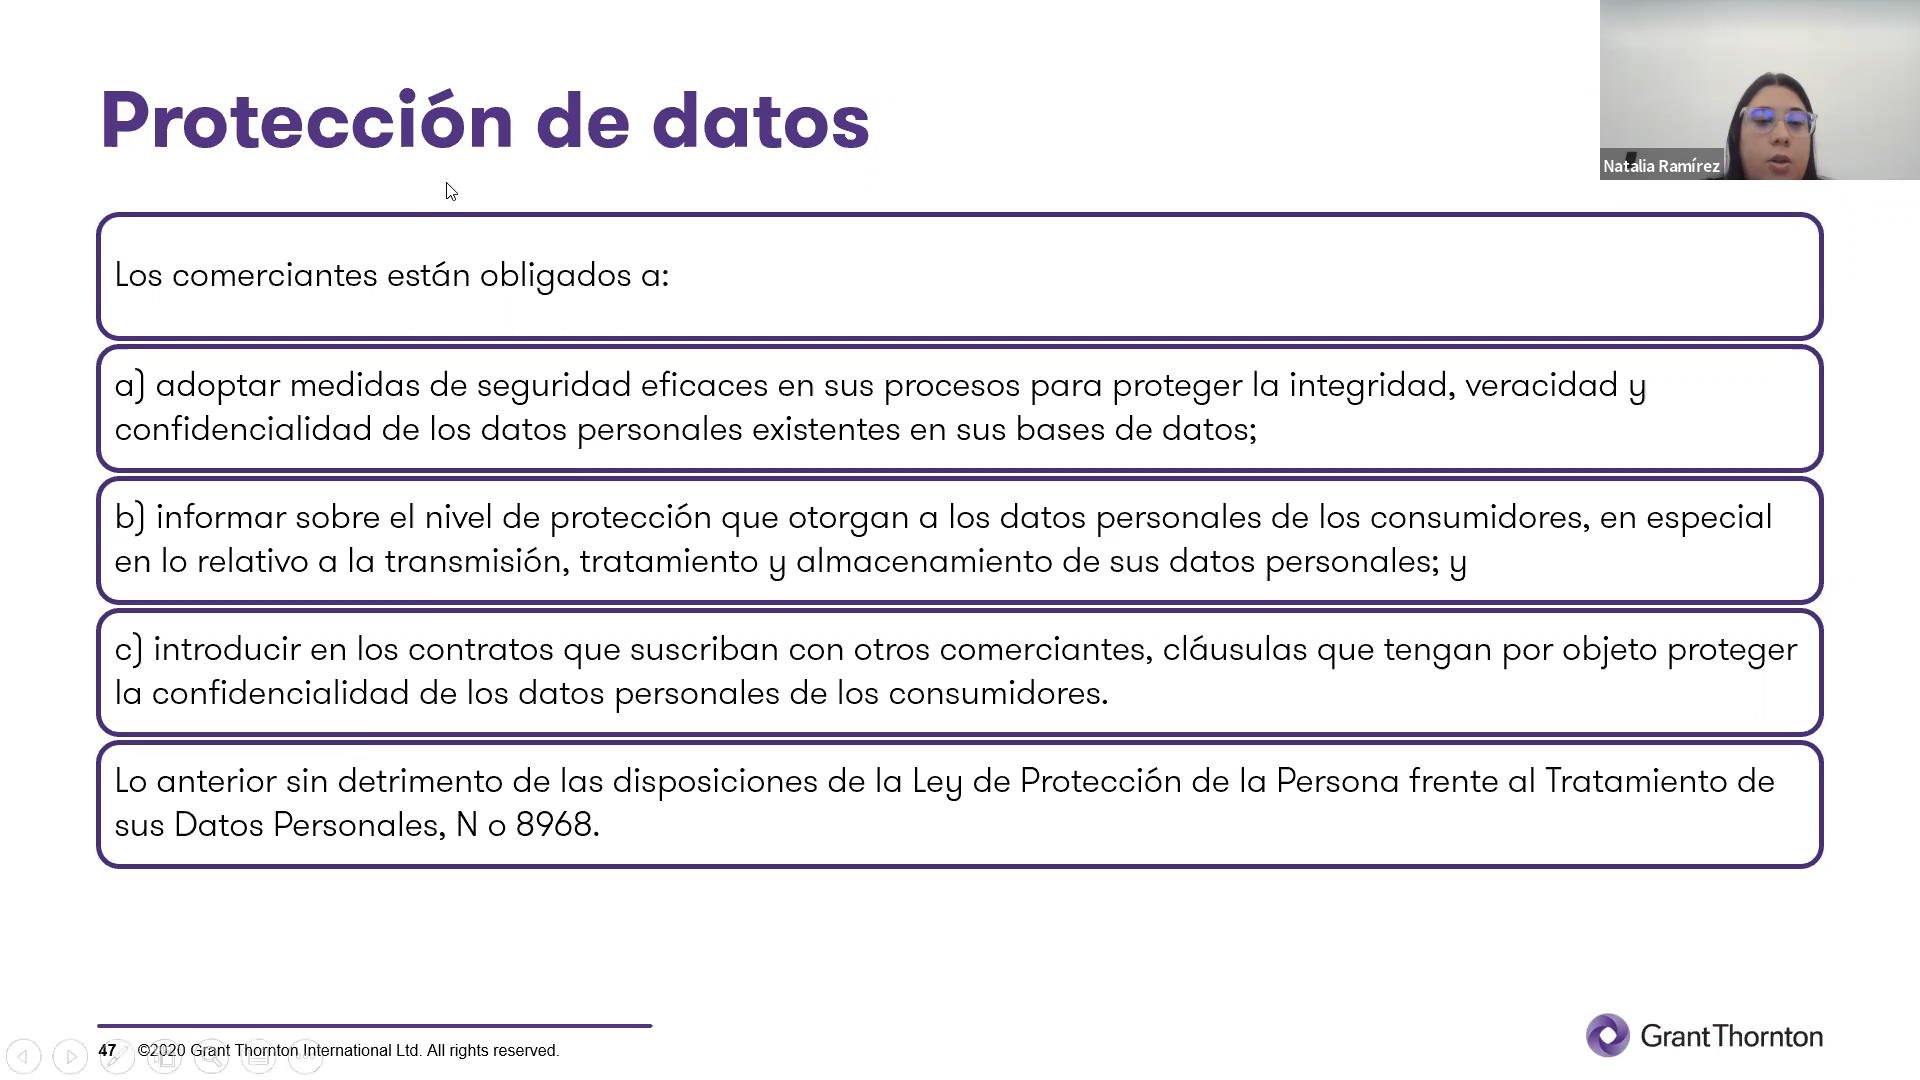 Protección de datos
Natalia Ramírez
Los comerciantes están obligados a:
a) adoptar medidas de seguridad eficaces en sus procesos para proteger la integridad, veracidad y
confidencialidad de los datos personales existentes en sus bases de datos;
b) informar sobre el nivel de protección que otorgan a los datos personales de los consumidores, en especial
en lo relativo a la transmisión, tratamiento y almacenamiento de sus datos personales; y
c) introducir en los contratos que suscriban con otros comerciantes, cláusulas que tengan por objeto proteger
la confidencialidad de los datos personales de los consumidores.
Lo anterior sin detrimento de las disposiciones de la Ley de Protección de la Persona frente al Tratamiento de
sus Datos Personales, N o 8968.
47 ©2020 Grant Thornton International Ltd. All rights reserved.
Grant Thornton